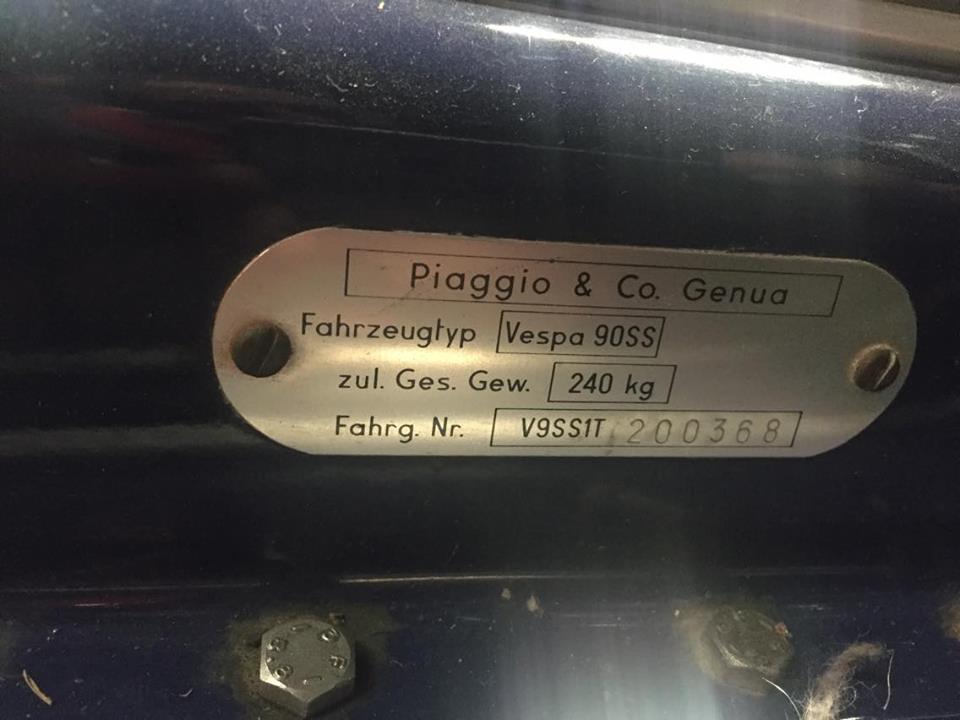 Piaggio & Co. Genua
Fahrzeugtyp Vespa 90SS
zul. Ges. Gew. 240 kg
Fahrg. Nr. V9SS1T 200368